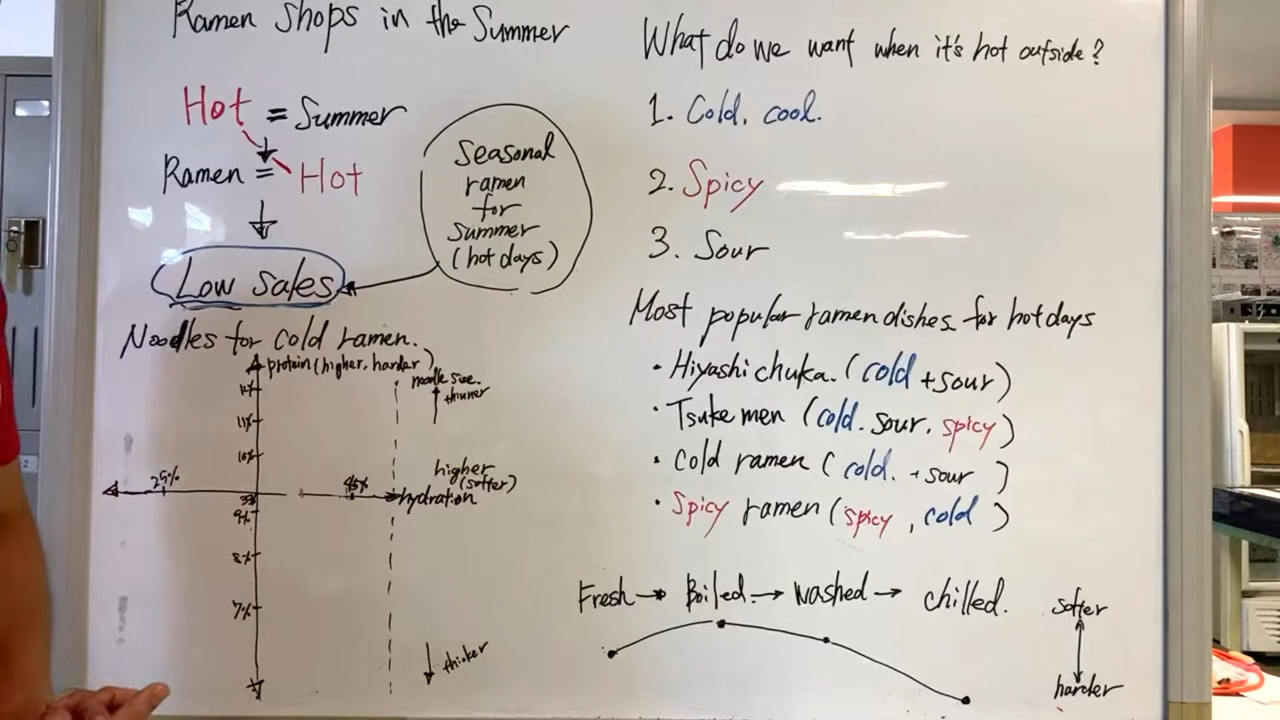 Ramen Shops in the Summer
Hot = Summer
Ramen = Hot
Low sales
Seasonal
ramen
for
summer
(hot days)
Noodles for cold ramen.
protein (higher, harder)
12%
11%
10%
9%
8%
7%
25%
45%
hydration
higher
(softer)
noodle size.
thinner
thicker
What do we want when it's hot outside?
1. Cold, cool.
2. Spicy
3. Sour
Most popular ramen dishes for hot days
• Hiyashi chuka. (cold + sour)
• Tsuke men (cold. sour. spicy)
• Cold ramen (cold. + sour )
• Spicy ramen (spicy, cold )
Fresh → Boiled. → washed → chilled.
softer
harder
2